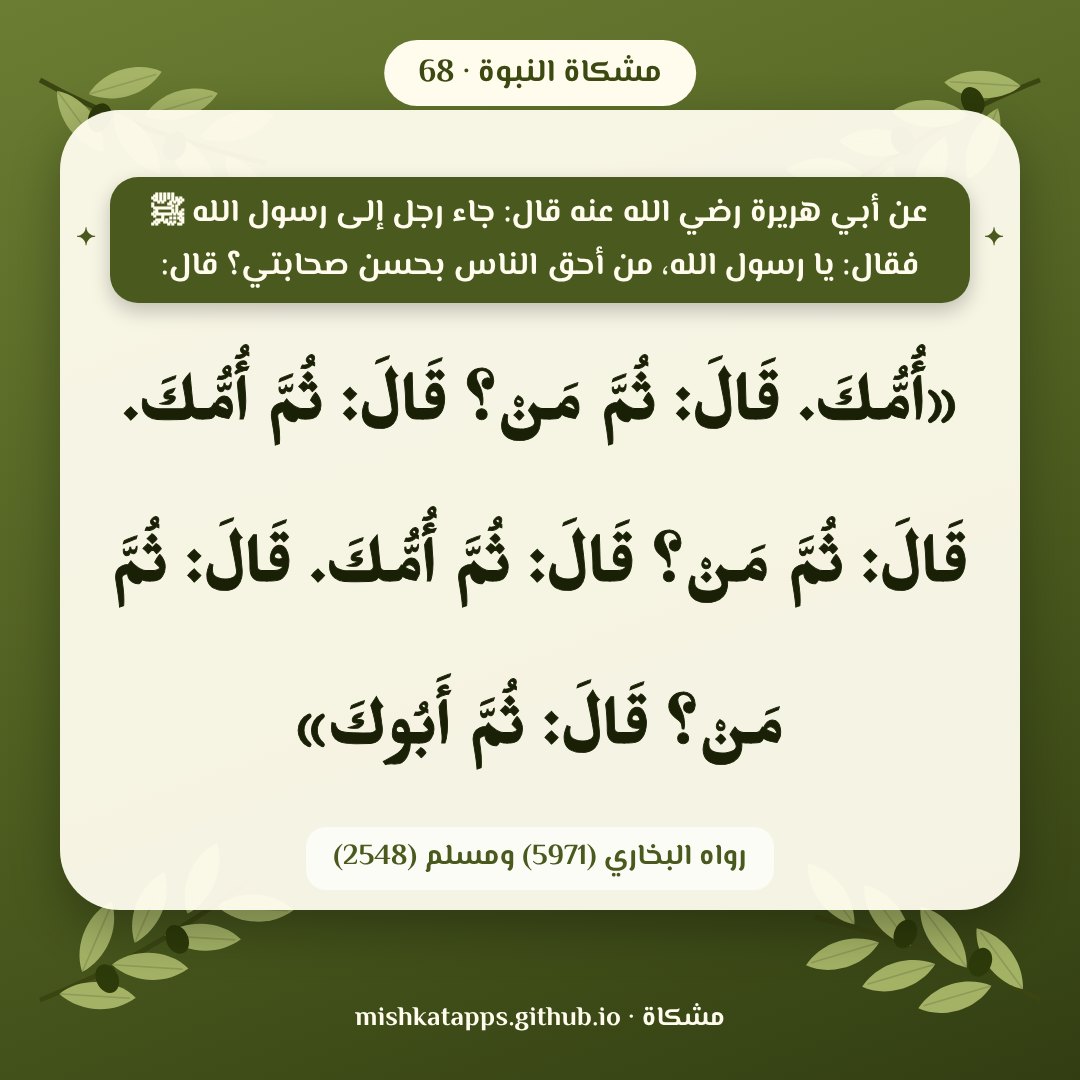 مشكاة النبوة · 68
عن أبي هريرة رضي الله عنه قال: جاء رجل إلى رسول الله ﷺ
فقال: يا رسول الله، من أحق الناس بحسن صحابتي؟ قال:
«أُمُّكَ. قَالَ: ثُمَّ مَنْ؟ قَالَ: ثُمَّ أُمُّكَ.
قَالَ: ثُمَّ مَنْ؟ قَالَ: ثُمَّ أُمُّكَ. قَالَ: ثُمَّ
مَنْ؟ قَالَ: ثُمَّ أَبُوكَ»
رواه البخاري (5971) ومسلم (2548)
مشكاة · mishkatapps.github.io